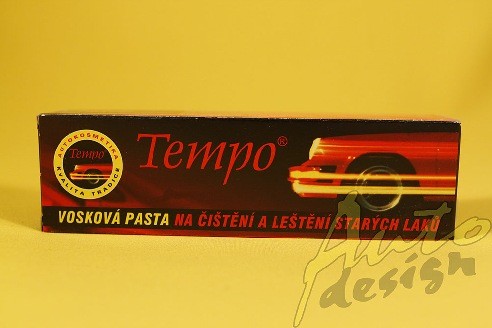 AUTOKOSMETIKA
Tempo
KVALITA TRADICE
Tempo®
VOSKOVÁ PASTA NA ČIŠTĚNÍ A LEŠTĚNÍ STARÝCH LAKŮ
Auto
design